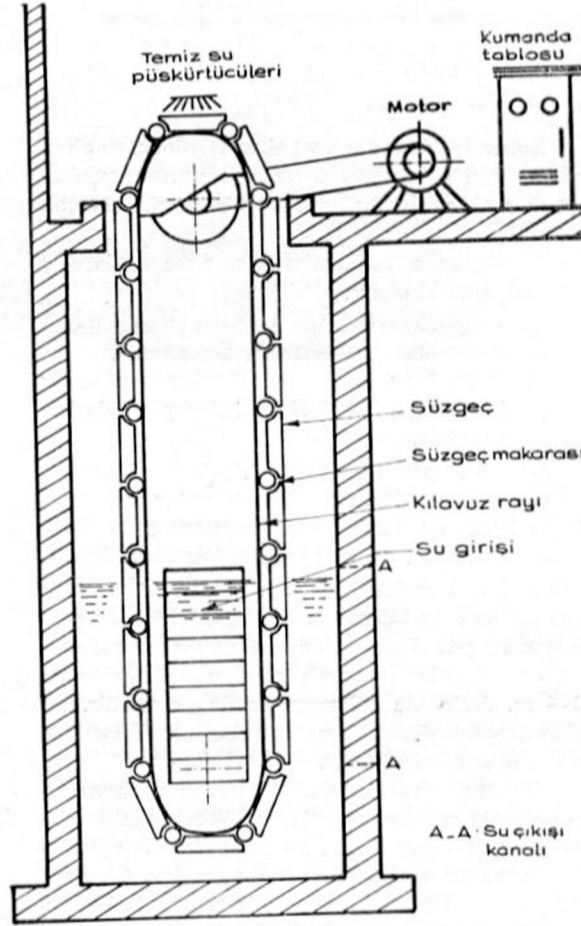 Temiz su
püskürtücüleri
Kumanda
tablosu
Motor
Süzgeç
Süzgeç makarası
Kılavuz rayı
Su girişi
A
A
A_A· Su çıkışı
kanalı